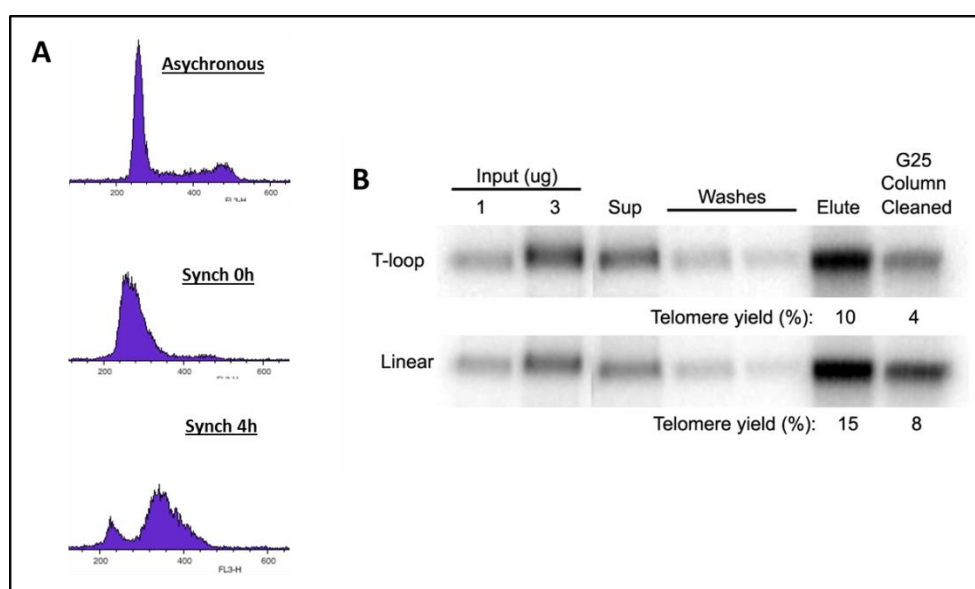 A
Asychronous
200 400 600
FL3-H
Synch 0h
200 400 600
Synch 4h
200 400 600
FL3-H
B
Input (ug)
1 3 Sup Washes Elute G25 Column Cleaned
T-loop
Telomere yield (%): 10 4
Linear
Telomere yield (%): 15 8